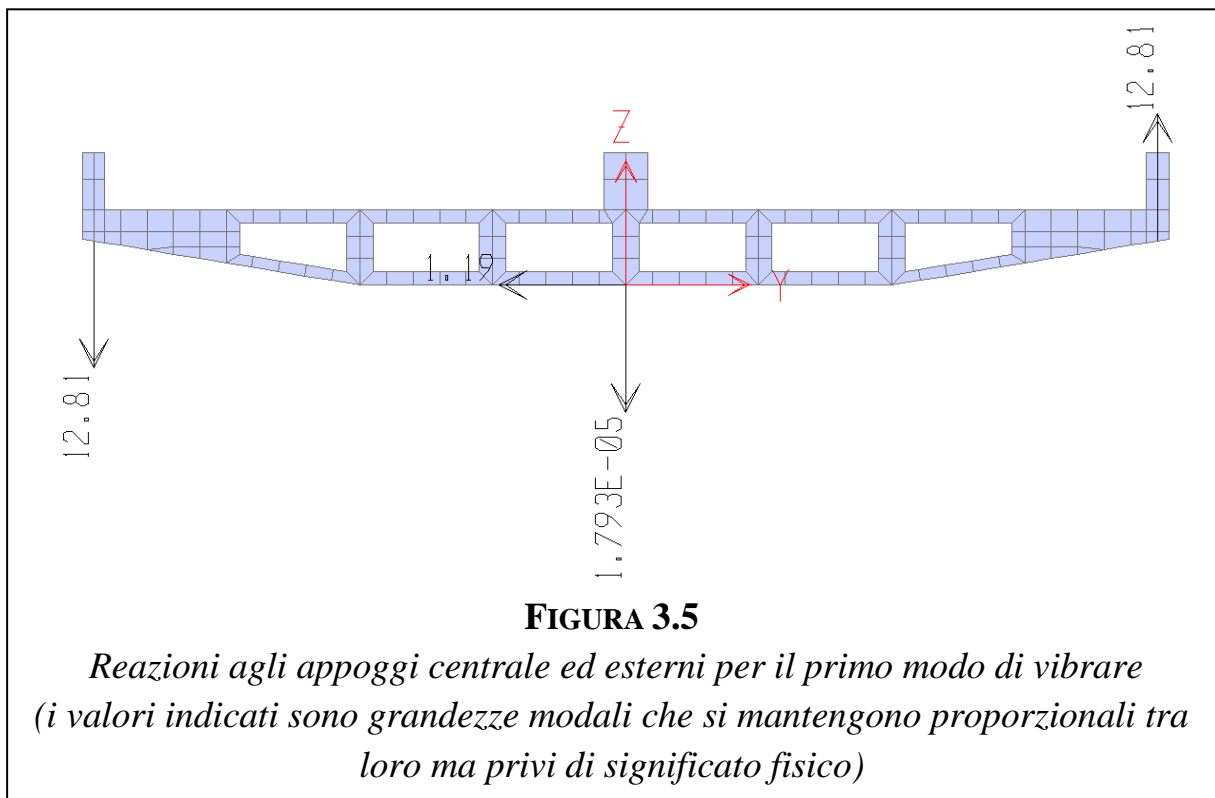 12.81
Z
1.19
Y
12.81
1.793E-05
FIGURA 3.5
Reazioni agli appoggi centrale ed esterni per il primo modo di vibrare
(i valori indicati sono grandezze modali che si mantengono proporzionali tra
loro ma privi di significato fisico)